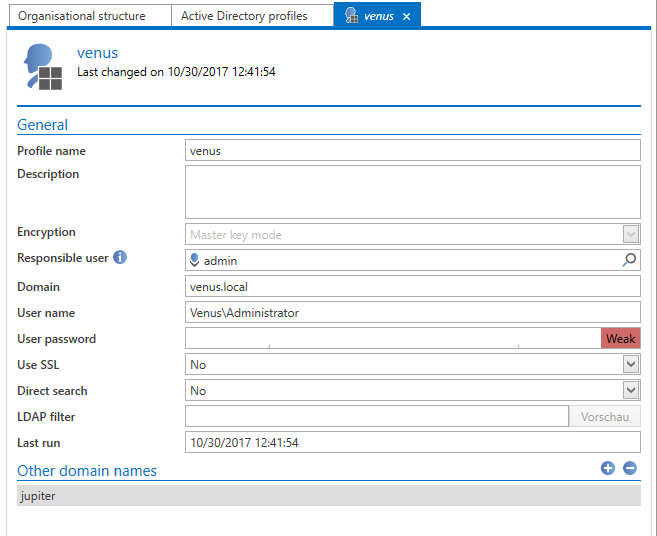 Organisational structure
Active Directory profiles
venus
venus
Last changed on 10/30/2017 12:41:54
General
Profile name venus
Description
Encryption Master key mode
Responsible user admin
Domain venus.local
User name Venus\Administrator
User password Weak
Use SSL No
Direct search No
LDAP filter Vorschau
Last run 10/30/2017 12:41:54
Other domain names
jupiter